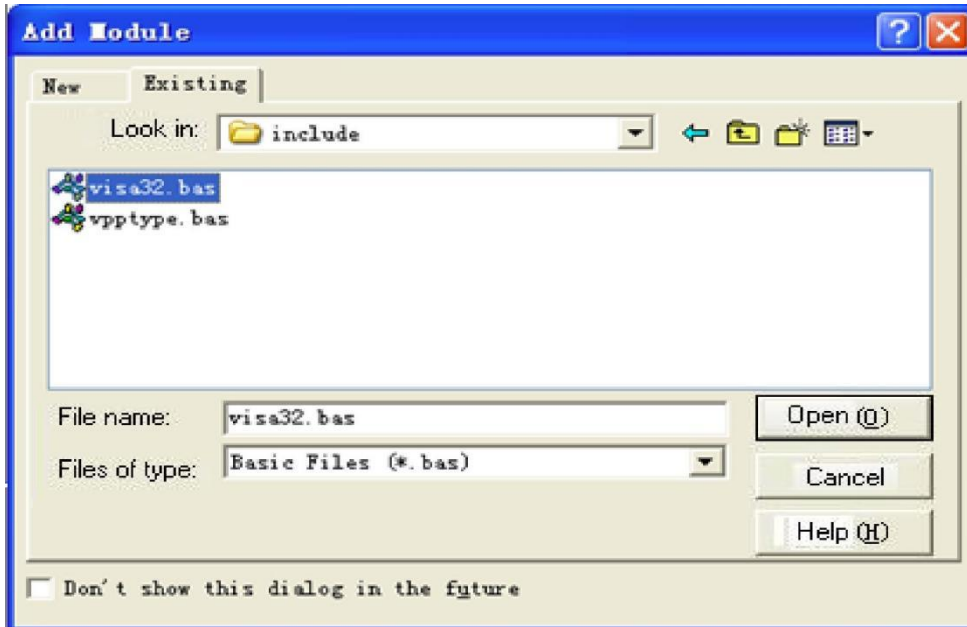 Add Module
New Existing
Look in: include
visa32.bas
vpptype.bas
File name: visa32.bas
Open (O)
Files of type: Basic Files (*.bas)
Cancel
Help (H)
Don't show this dialog in the future